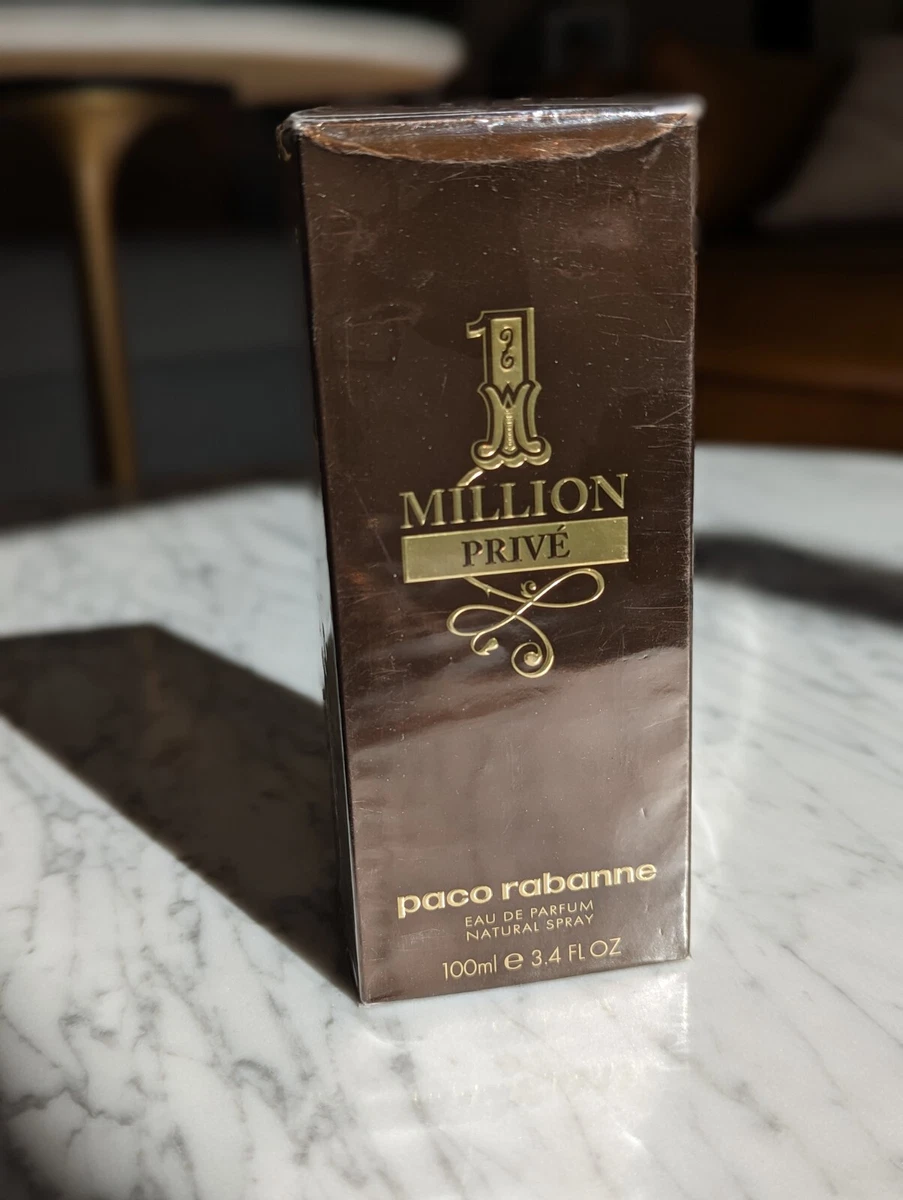 1
MILLION
PRIVÉ
paco rabanne
EAU DE PARFUM
NATURAL SPRAY
100ml e 3.4 FL OZ